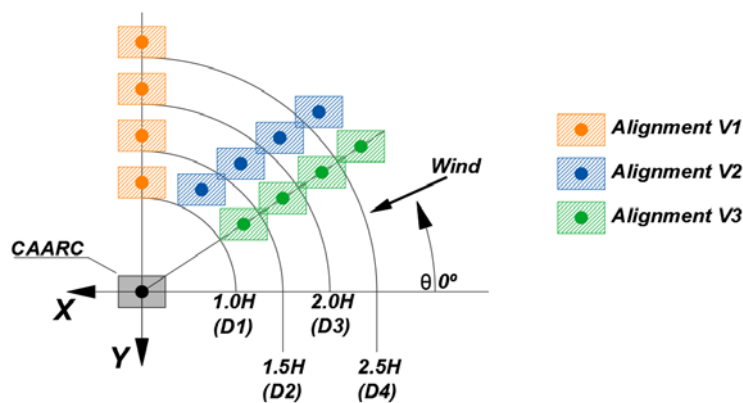 Alignment V1
Alignment V2
Alignment V3
Wind
CAARC
θ 0º
X
Y
1.0H
(D1)
2.0H
(D3)
1.5H
(D2)
2.5H
(D4)